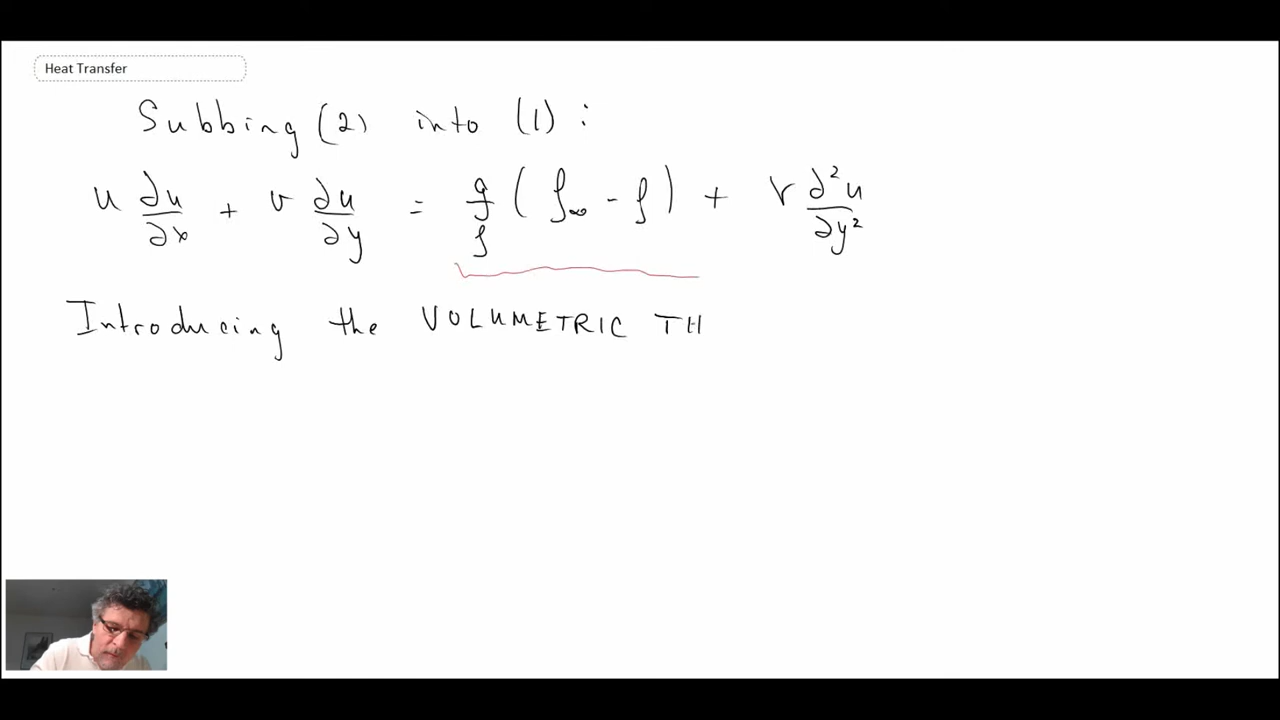 Heat Transfer
Subbing (2) into (1) :
u ∂u/∂x + v ∂u/∂y = g/ρ ( ρ∞ - ρ ) + ν ∂²u/∂y²
Introducing the VOLUMETRIC TH